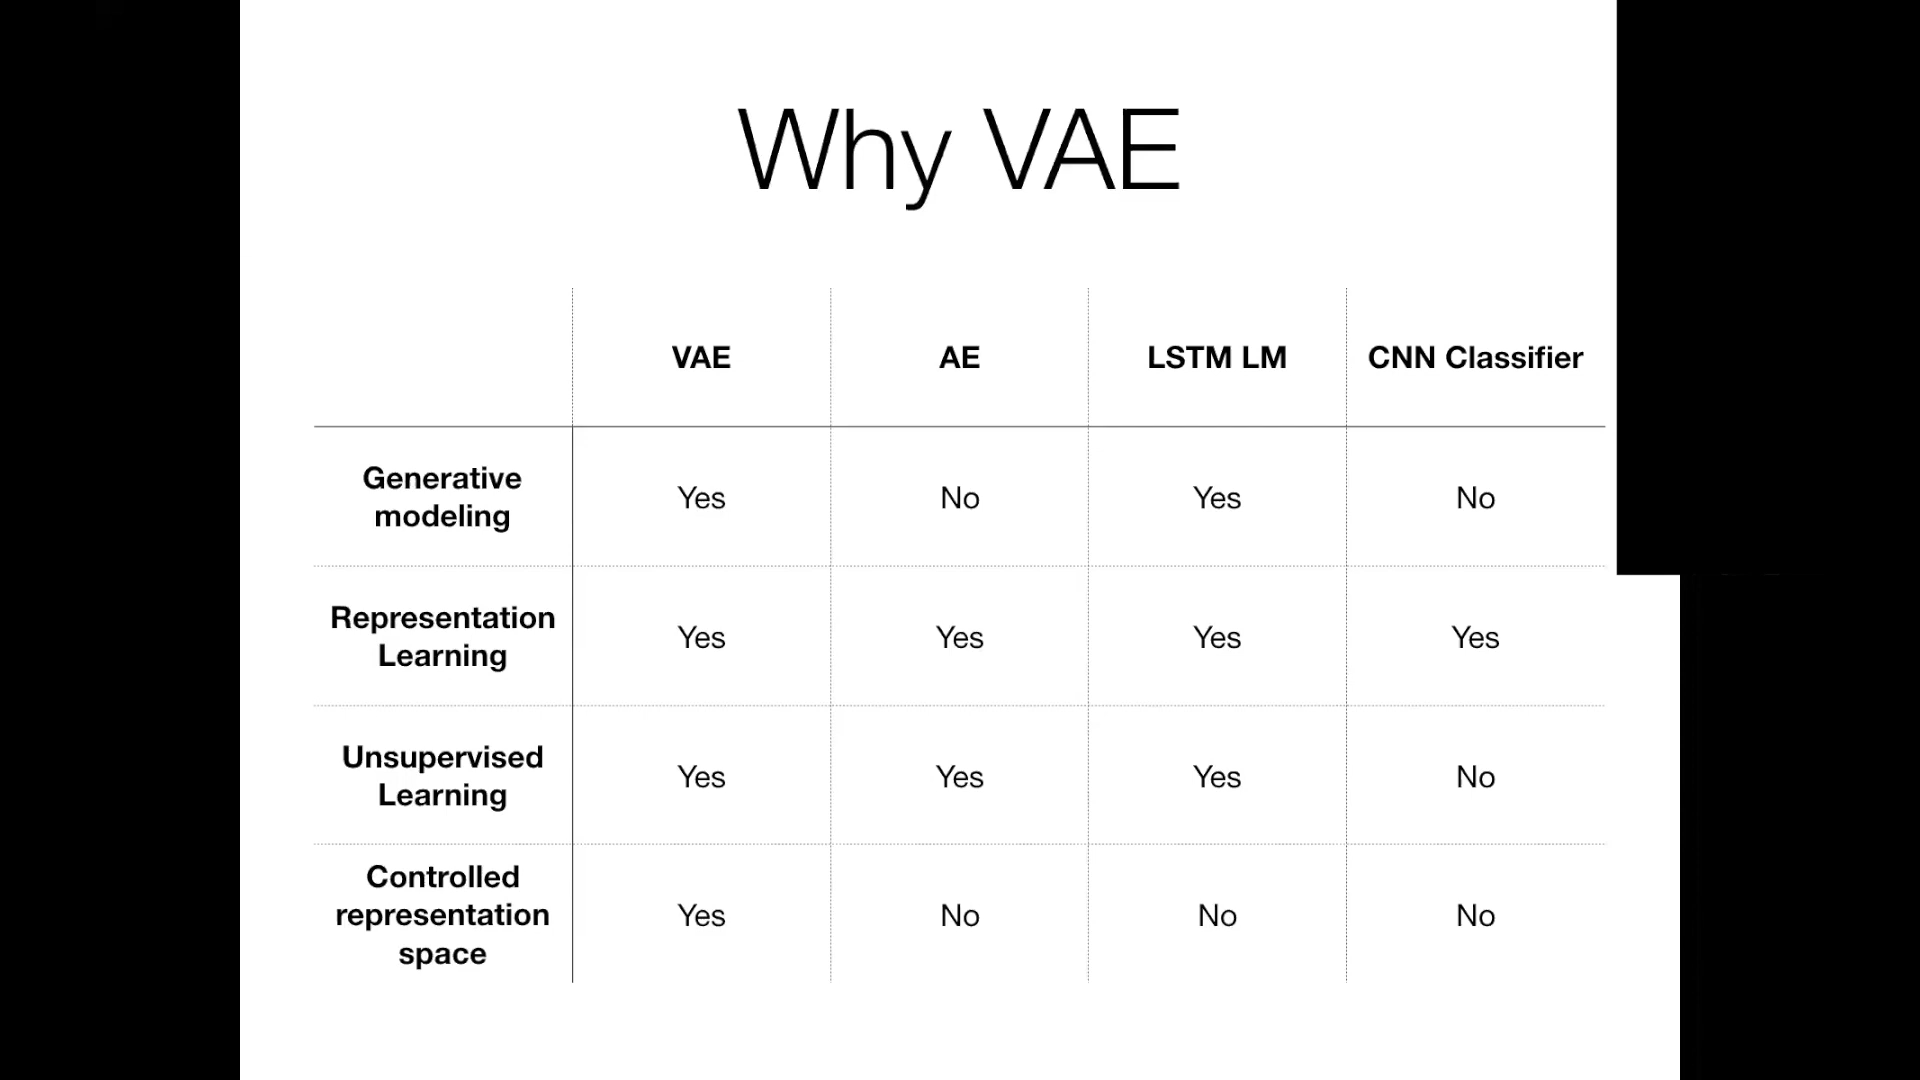 Why VAE
VAE AE LSTM LM CNN Classifier
Generative
modeling
Yes No Yes No
Representation
Learning
Yes Yes Yes Yes
Unsupervised
Learning
Yes Yes Yes No
Controlled
representation
space
Yes No No No